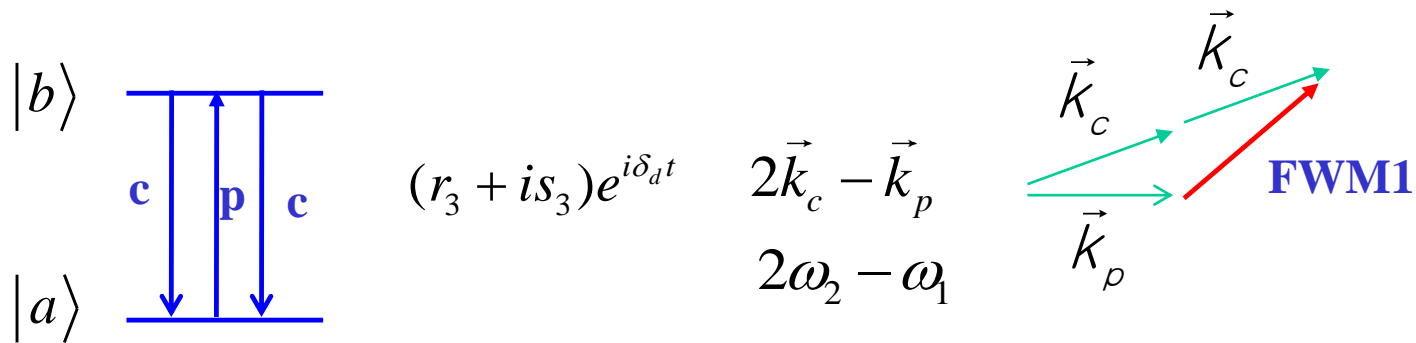 |b⟩
c p c
|a⟩
(r₃ + is₃)e^{iδ_d t}
2k⃗_c − k⃗_p
2ω₂ − ω₁
k⃗_c
k⃗_c
k⃗_p
FWM1